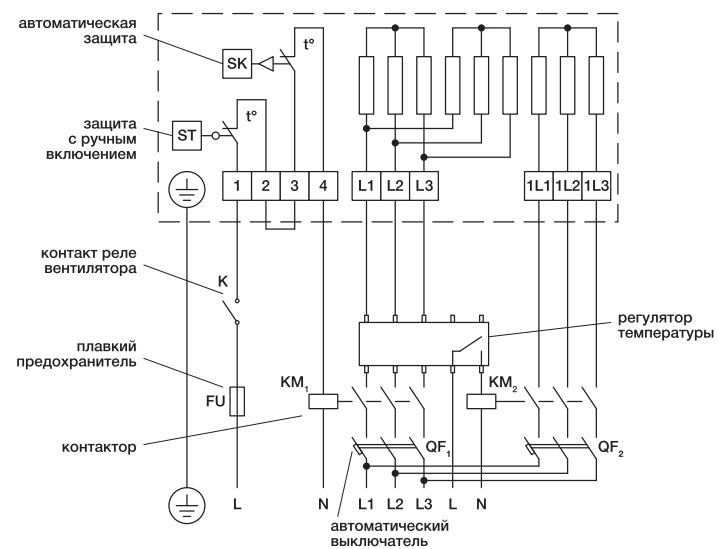 автоматическая
защита
SK
t°
защита
с ручным
включением
ST
t°
1 2 3 4
L1 L2 L3
1L1 1L2 1L3
контакт реле
вентилятора
K
регулятор
температуры
плавкий
предохранитель
FU
KM1
KM2
контактор
QF1
QF2
L N L1 L2 L3 L N
автоматический
выключатель